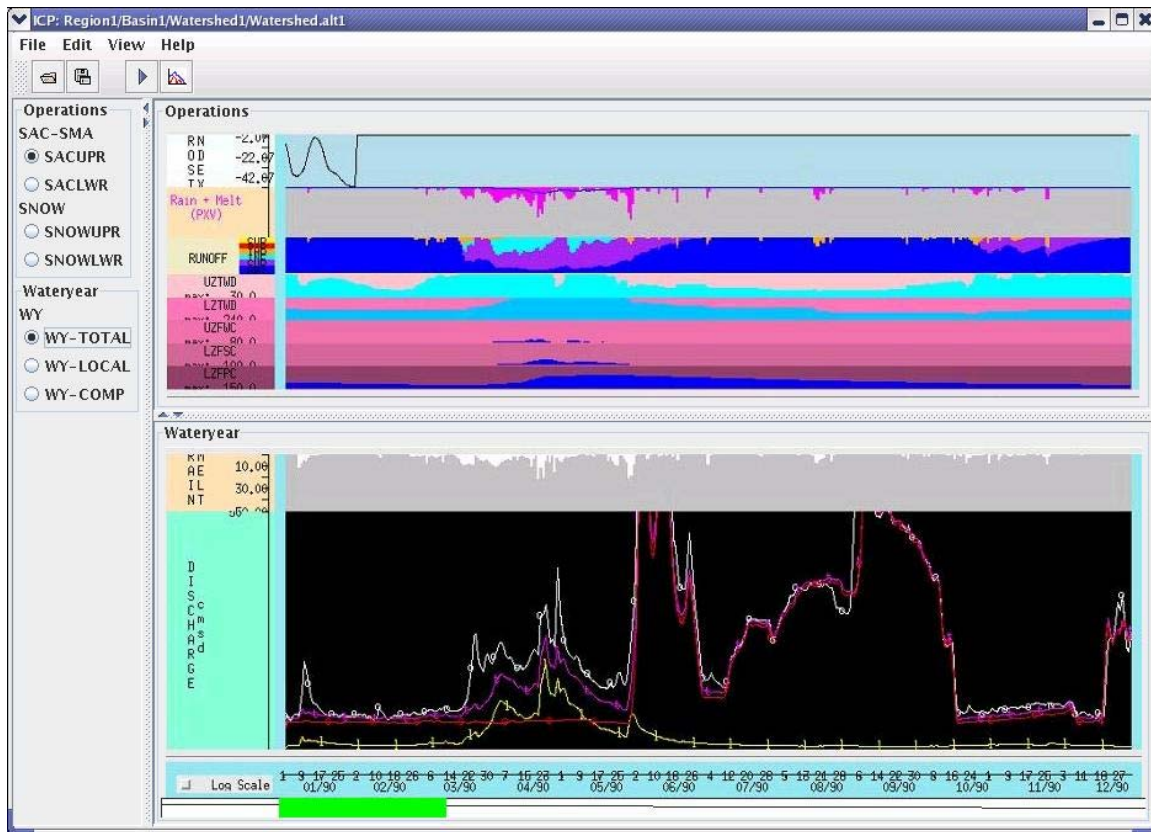 ICP: Region1/Basin1/Watershed1/Watershed.alt1
File Edit View Help
Operations
SAC-SMA
SACUPR
SACLWR
SNOW
SNOWUPR
SNOWLWR
Wateryear
WY
WY-TOTAL
WY-LOCAL
WY-COMP
Operations
RN
OD
SE
-22.07
-42.07
Rain + Melt
(PXV)
RUNOFF
UZTWD
LZTWD
UZFWC
LZFSC
LZFPC
Wateryear
AE 10.00
IL 30.00
NT
DISCHARGE
cmsd
Log Scale
01/90 02/90 03/90 04/90 05/90 06/90 07/90 08/90 09/90 10/90 11/90 12/90